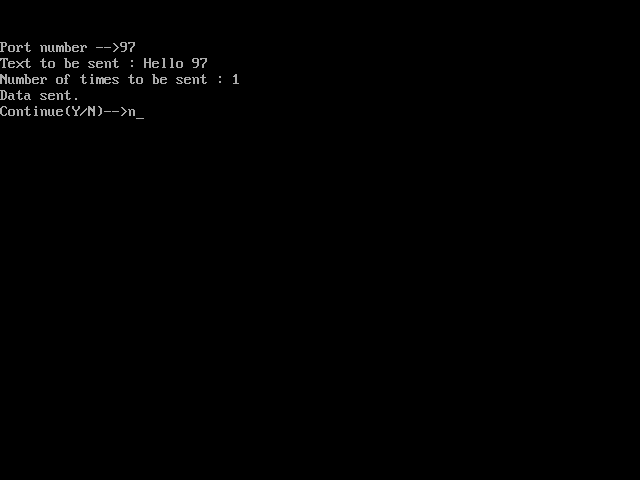 Port number -->97
Text to be sent : Hello 97
Number of times to be sent : 1
Data sent.
Continue(Y/N)-->n_